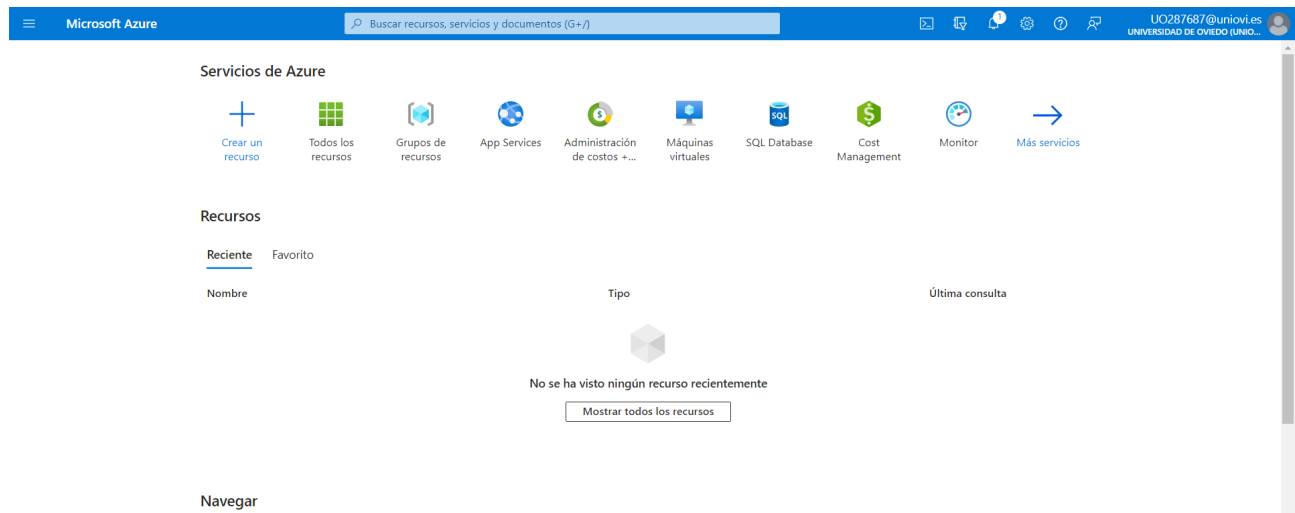 Microsoft Azure
Buscar recursos, servicios y documentos (G+/)
1
UO287687@uniovi.es
UNIVERSIDAD DE OVIEDO (UNIO...
Servicios de Azure
Crear un
recurso
Todos los
recursos
Grupos de
recursos
App Services
Administración
de costos +...
Máquinas
virtuales
SQL
SQL Database
Cost
Management
Monitor
Más servicios
Recursos
Reciente Favorito
Nombre Tipo Última consulta
No se ha visto ningún recurso recientemente
Mostrar todos los recursos
Navegar